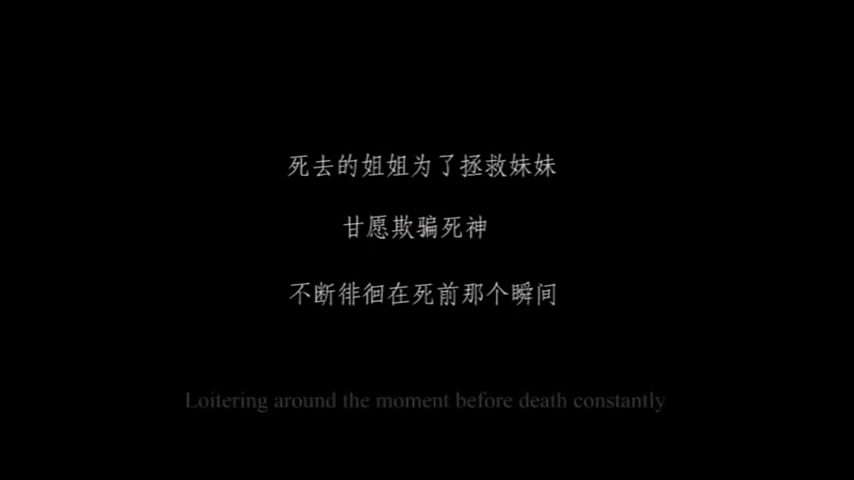 死去的姐姐为了拯救妹妹
甘愿欺骗死神
不断徘徊在死前那个瞬间
Loitering around the moment before death constantly